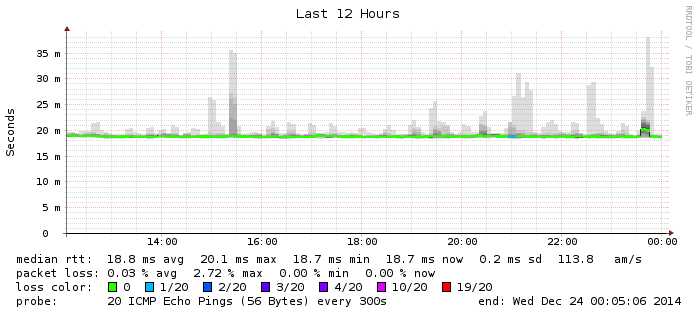 Last 12 Hours
RRDTOOL / TOBI OETIKER
Seconds
35 m
30 m
25 m
20 m
15 m
10 m
5 m
0
14:00 16:00 18:00 20:00 22:00 00:00
median rtt: 18.8 ms avg 20.1 ms max 18.7 ms min 18.7 ms now 0.2 ms sd 113.8 am/s
packet loss: 0.03 % avg 2.72 % max 0.00 % min 0.00 % now
loss color: 0 1/20 2/20 3/20 4/20 10/20 19/20
probe: 20 ICMP Echo Pings (56 Bytes) every 300s end: Wed Dec 24 00:05:06 2014